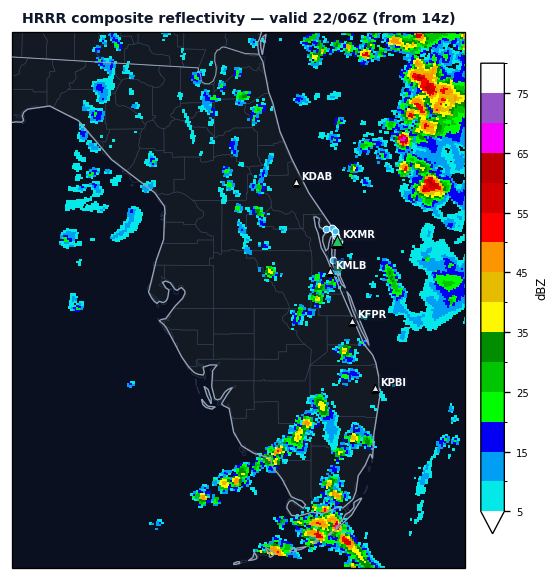 HRRR composite reflectivity — valid 22/06Z (from 14z)
KDAB
KXMR
KMLB
KFPR
KPBI
75
65
55
45
35
25
15
5
dBZ